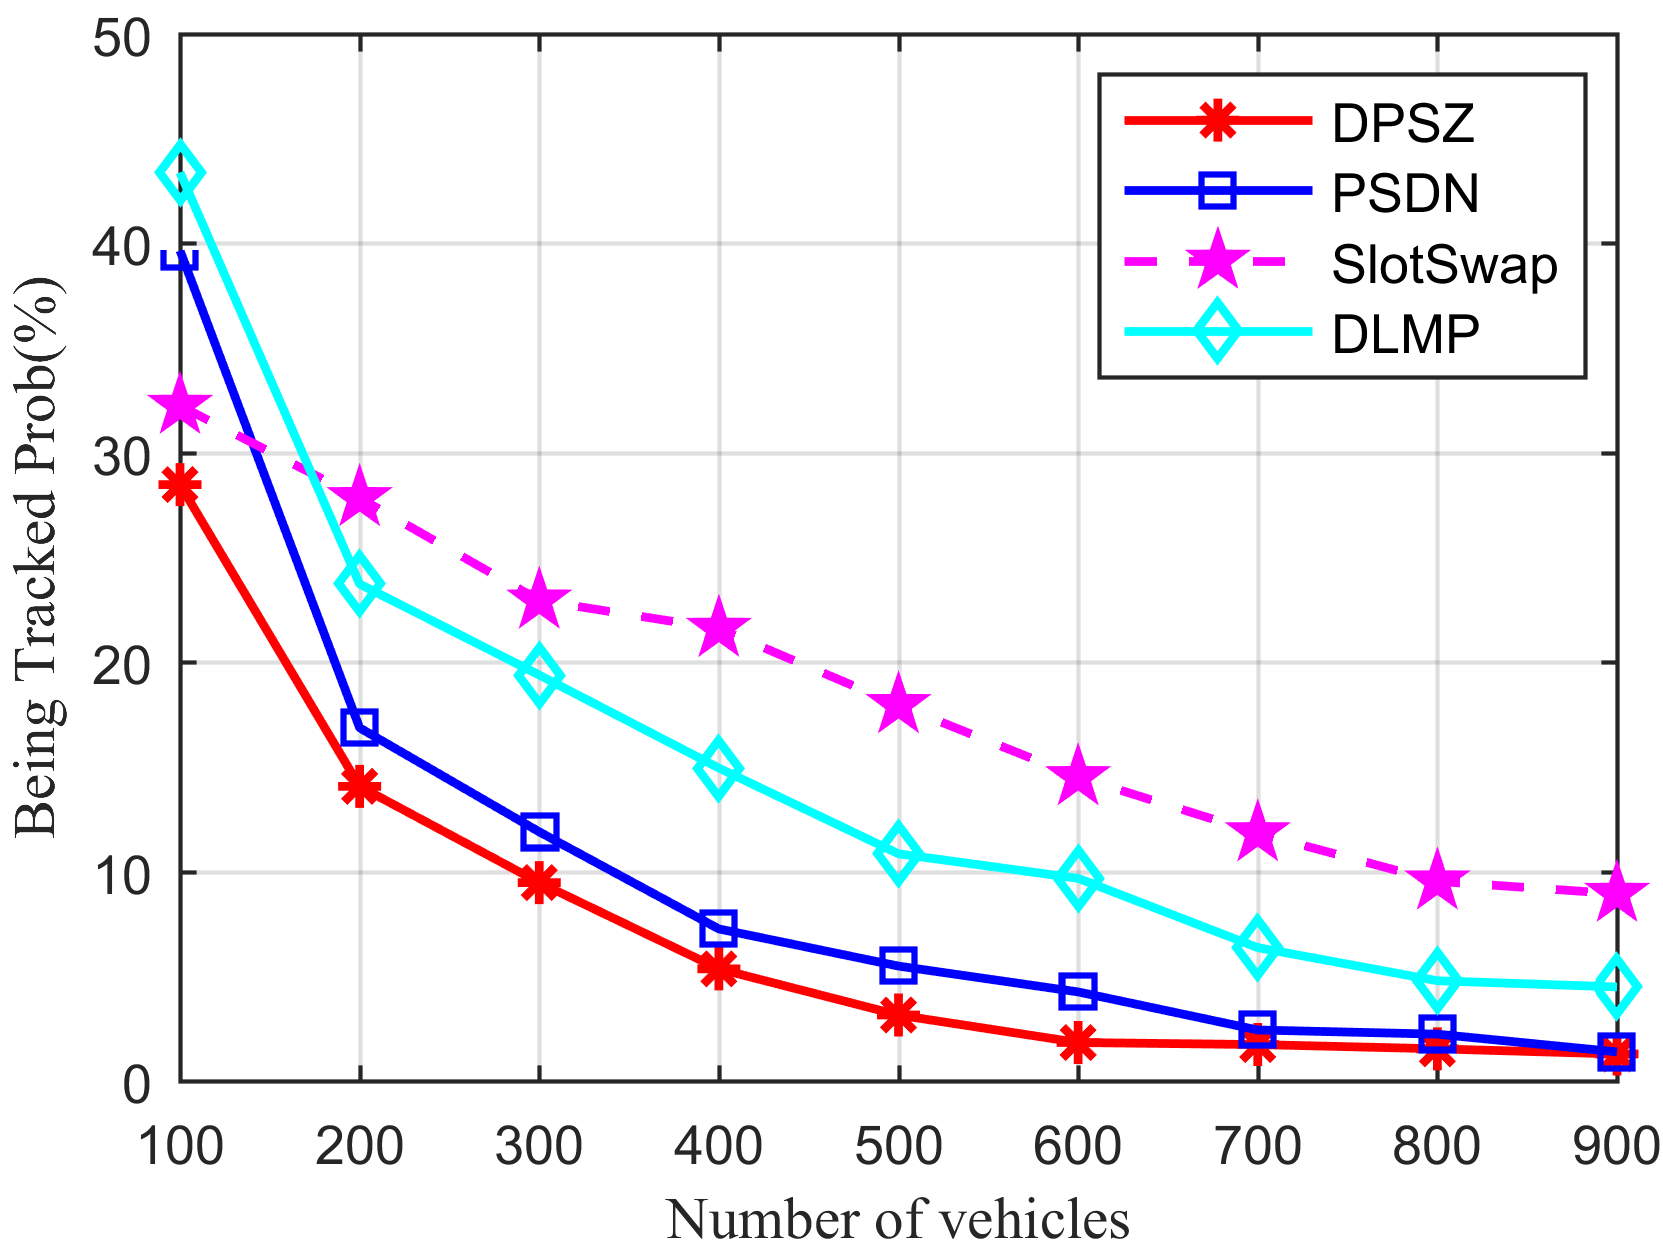 50
40
30
20
10
0
Being Tracked Prob(%)
DPSZ
PSDN
SlotSwap
DLMP
100 200 300 400 500 600 700 800 900
Number of vehicles